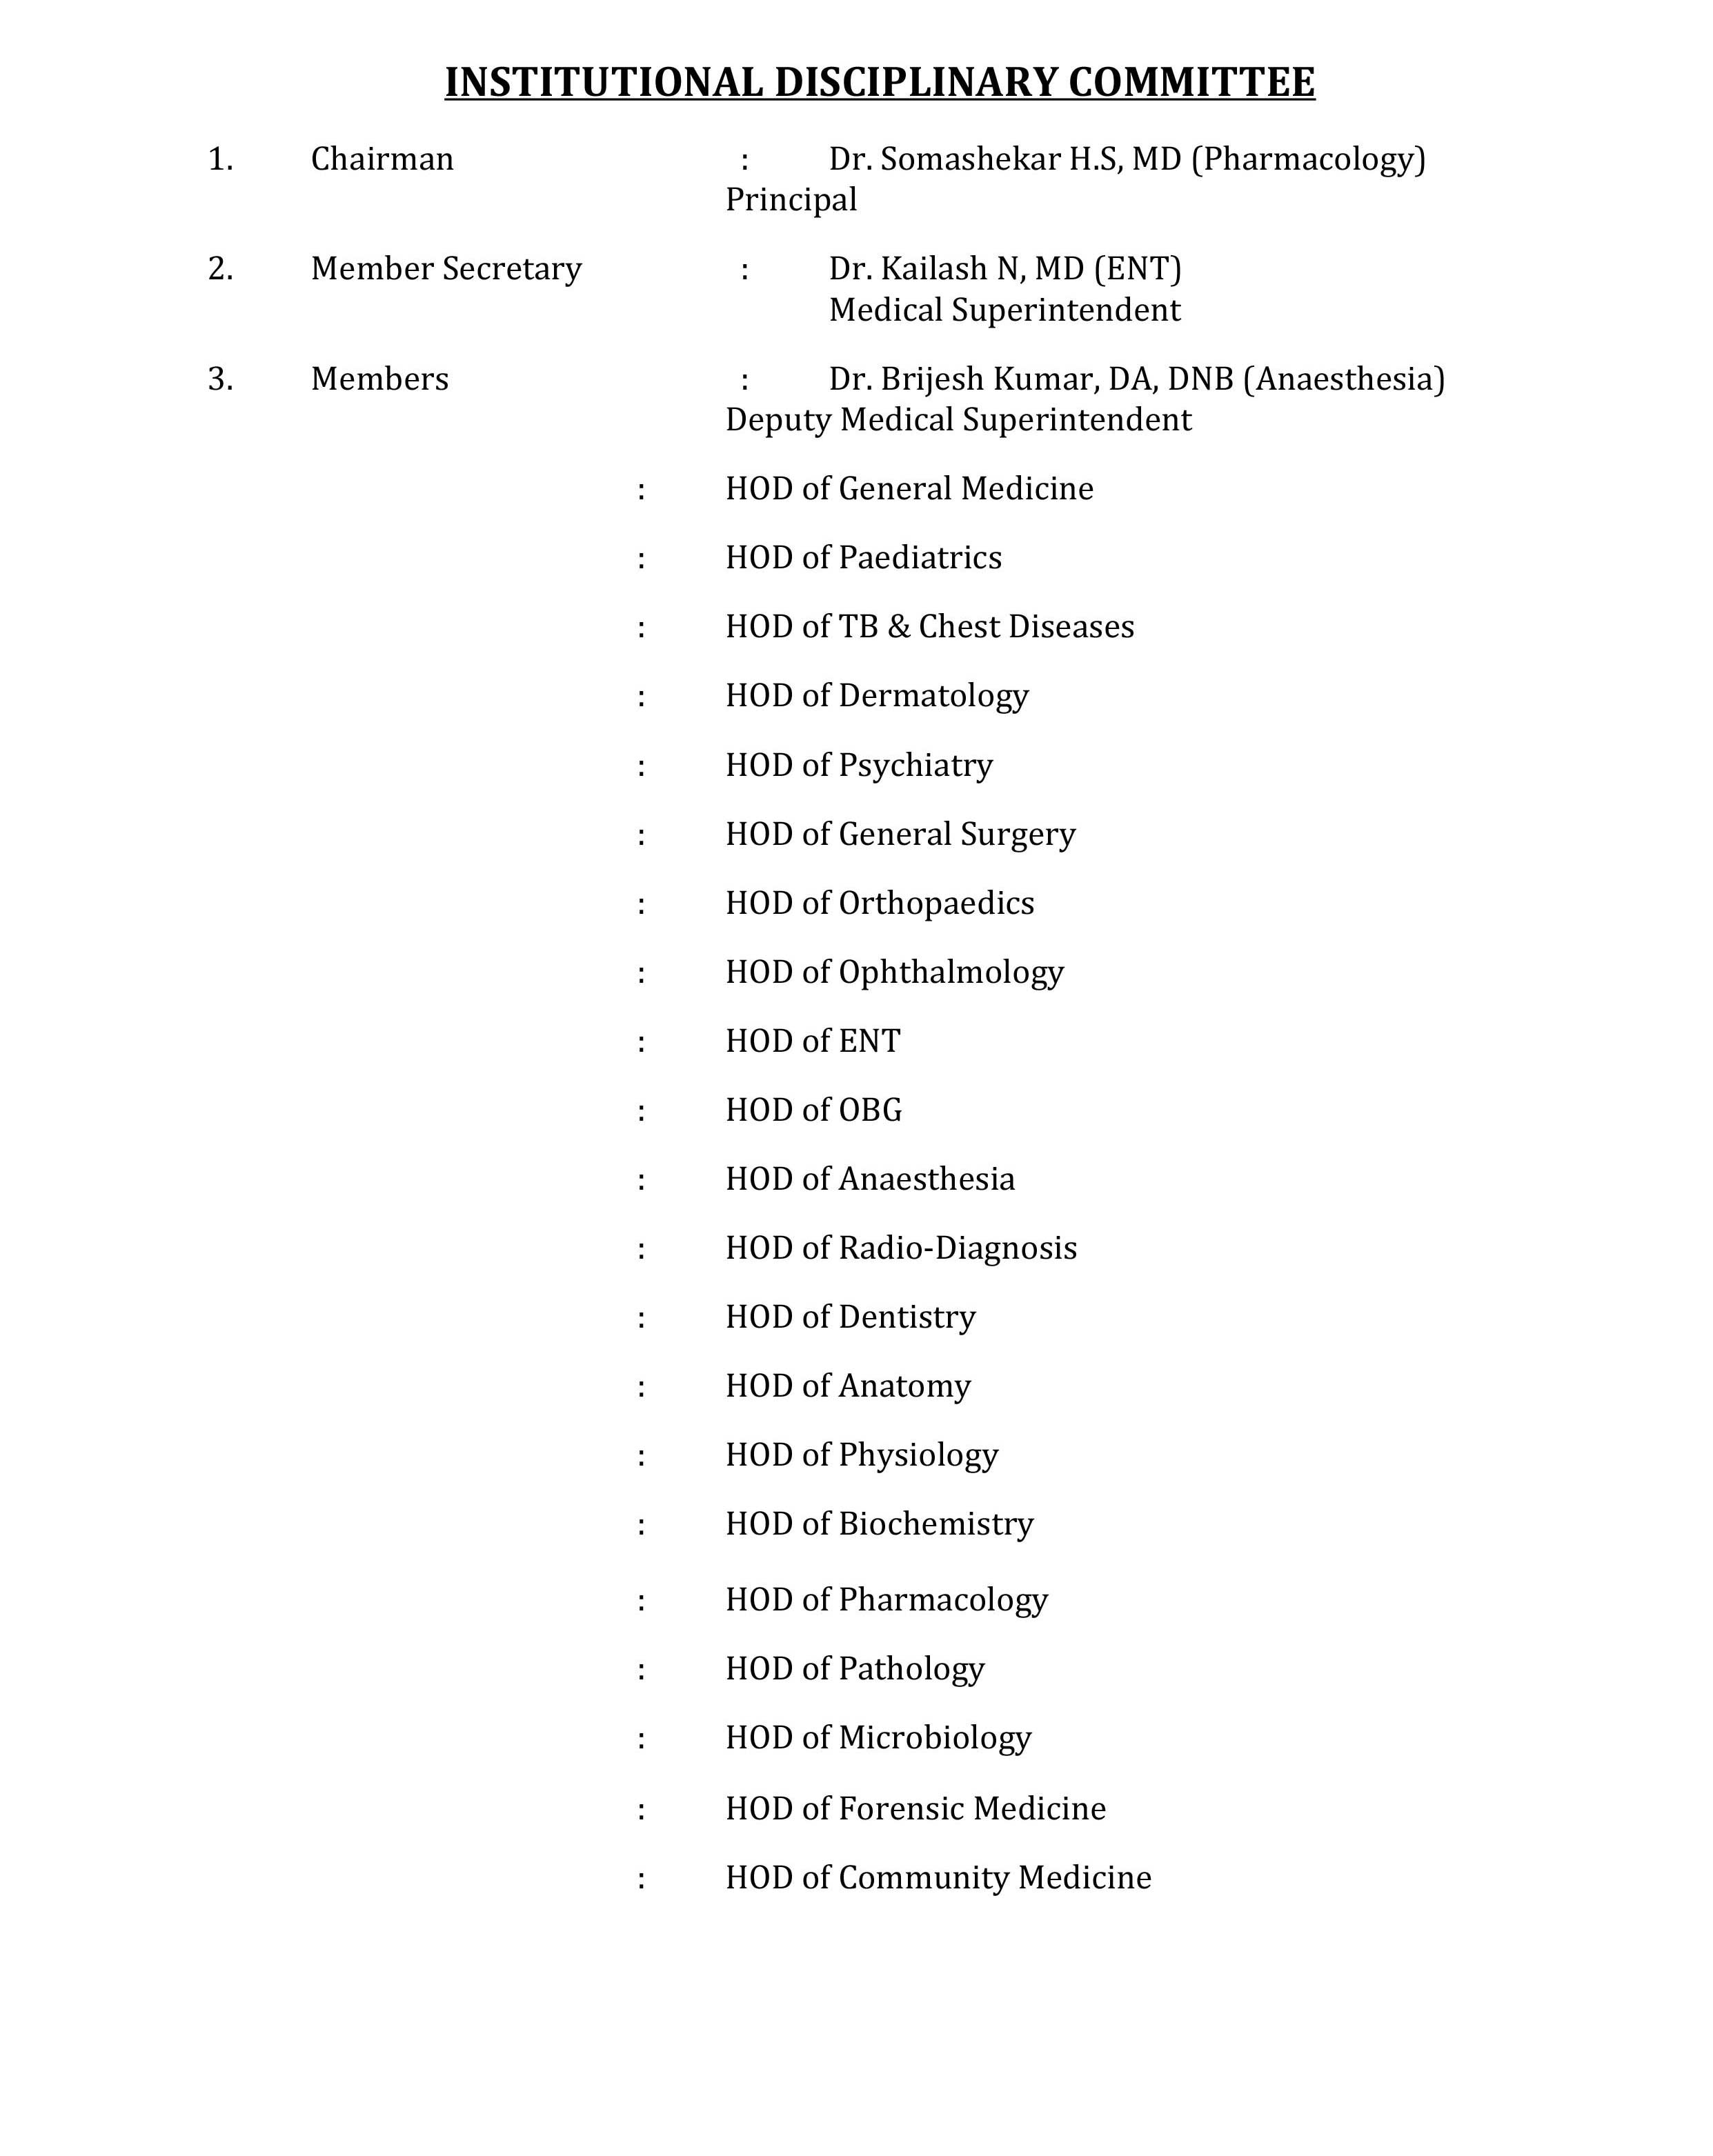 INSTITUTIONAL DISCIPLINARY COMMITTEE
1. Chairman : Dr. Somashekar H.S, MD (Pharmacology)
Principal
2. Member Secretary : Dr. Kailash N, MD (ENT)
Medical Superintendent
3. Members : Dr. Brijesh Kumar, DA, DNB (Anaesthesia)
Deputy Medical Superintendent
: HOD of General Medicine
: HOD of Paediatrics
: HOD of TB & Chest Diseases
: HOD of Dermatology
: HOD of Psychiatry
: HOD of General Surgery
: HOD of Orthopaedics
: HOD of Ophthalmology
: HOD of ENT
: HOD of OBG
: HOD of Anaesthesia
: HOD of Radio-Diagnosis
: HOD of Dentistry
: HOD of Anatomy
: HOD of Physiology
: HOD of Biochemistry
: HOD of Pharmacology
: HOD of Pathology
: HOD of Microbiology
: HOD of Forensic Medicine
: HOD of Community Medicine